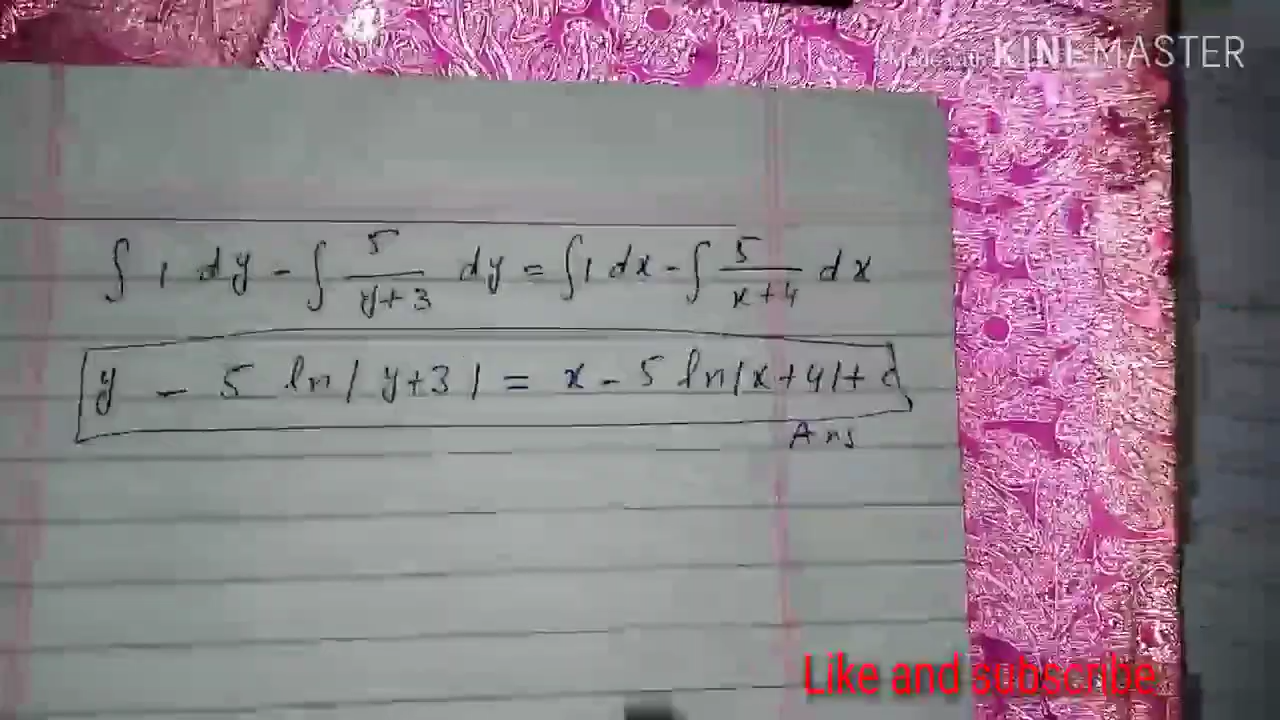 Made with KINEMASTER
∫ 1 dy - ∫ 5/(y+3) dy = ∫ 1 dx - ∫ 5/(x+4) dx
y - 5 ln|y+3| = x - 5 ln|x+4| + c
Ans
Like and subscribe